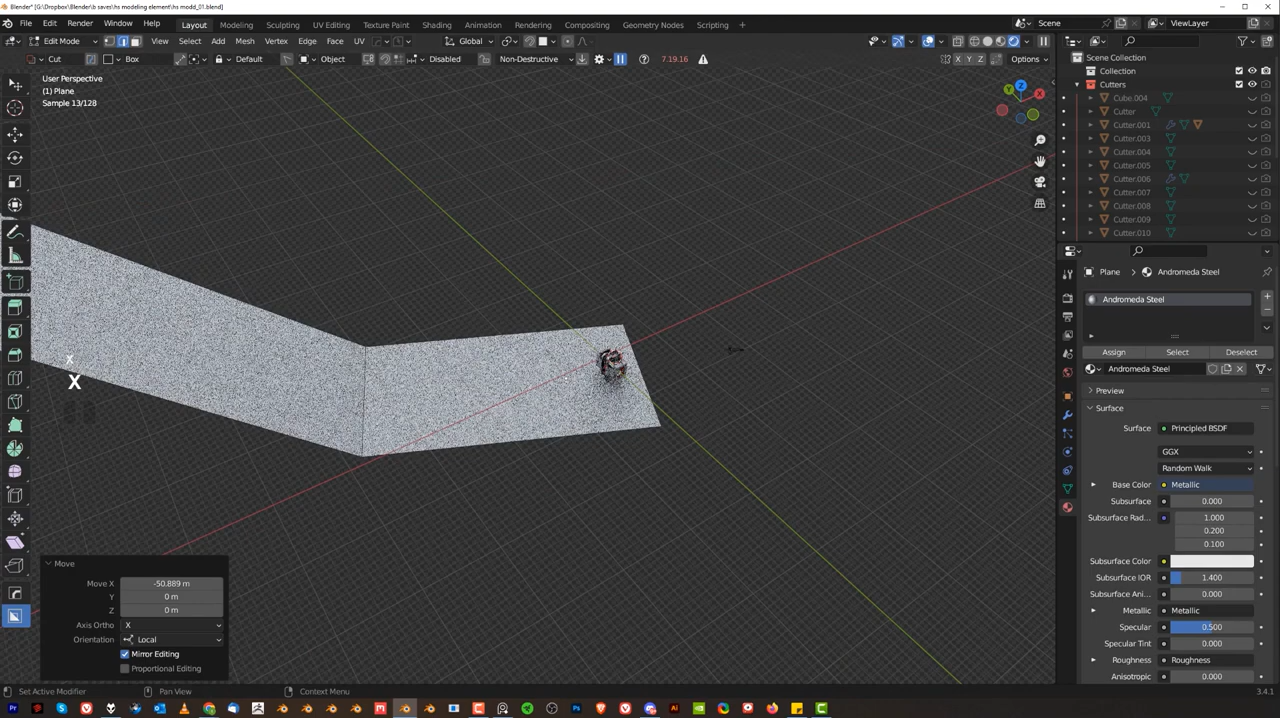 Blender* [G:\Dropbox\Blender\b saves\hs modeling element\hs modd_01.blend]
File Edit Render Window Help Layout Modeling Sculpting UV Editing Texture Paint Shading Animation Rendering Compositing Geometry Nodes Scripting + Scene ViewLayer
Edit Mode View Select Add Mesh Vertex Edge Face UV Global
Cut Box Default Object Disabled Non-Destructive 7.19.16 X Y Z Options
User Perspective
(1) Plane
Sample 13/128
Scene Collection
Collection
Cutters
Cube.004
Cutter
Cutter.001
Cutter.003
Cutter.004
Cutter.005
Cutter.006
Cutter.007
Cutter.008
Cutter.009
Cutter.010
Z
Y
X
Plane > Andromeda Steel
Andromeda Steel
Assign Select Deselect
Andromeda Steel
Preview
Surface
Surface Principled BSDF
GGX
Random Walk
Base Color Metallic
Subsurface 0.000
Subsurface Rad... 1.000
0.200
0.100
Subsurface Color
Subsurface IOR 1.400
Subsurface Ani... 0.000
Metallic Metallic
Specular 0.500
Specular Tint 0.000
Roughness Roughness
Anisotropic 0.000
x
X
Move
Move X -50.889 m
Y 0 m
Z 0 m
Axis Ortho X
Orientation Local
Mirror Editing
Proportional Editing
Set Active Modifier Pan View Context Menu 3.4.1